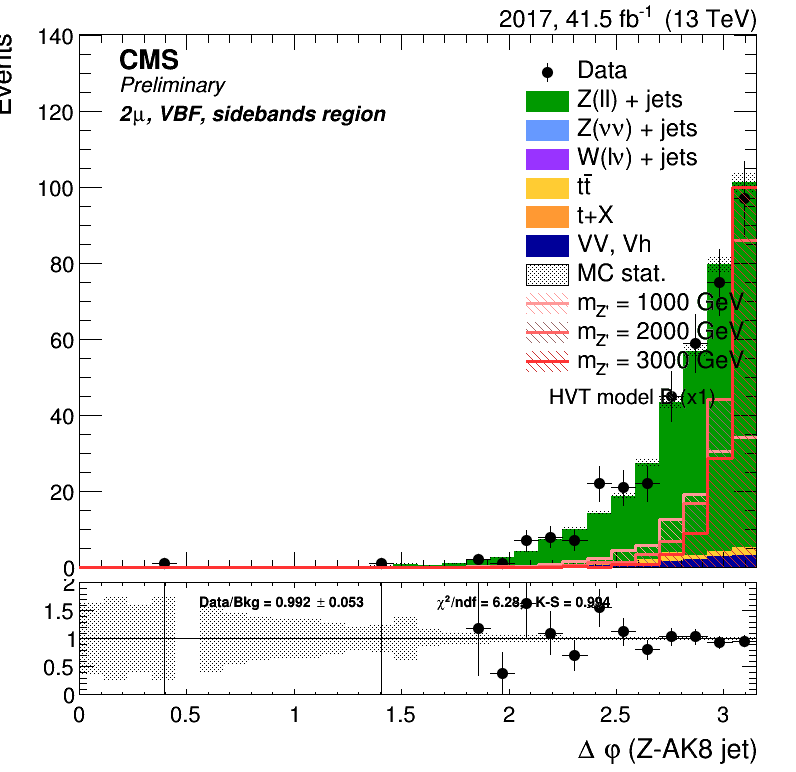 2017, 41.5 fb⁻¹ (13 TeV)
Events
CMS
Preliminary
2μ, VBF, sidebands region
Data
Z(ll) + jets
Z(νν) + jets
W(lν) + jets
tt̄
t+X
VV, Vh
MC stat.
m_Z' = 1000 GeV
m_Z' = 2000 GeV
m_Z' = 3000 GeV
HVT model (x1)
140
120
100
80
60
40
20
0
Data/Bkg = 0.992 ± 0.053
χ²/ndf = 6.28, K-S = 0.994
2
1.5
1
0.5
0
0 0.5 1 1.5 2 2.5 3
Δ φ (Z-AK8 jet)